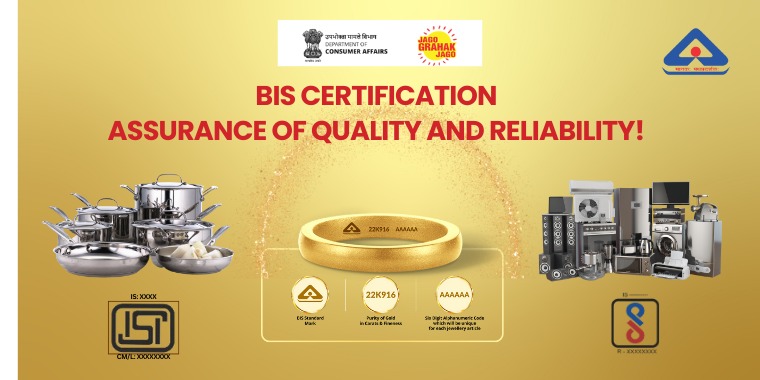 उपभोक्ता मामले विभाग
DEPARTMENT OF
CONSUMER AFFAIRS
JAGO
GRAHAK
JAGO
BIS CERTIFICATION
ASSURANCE OF QUALITY AND RELIABILITY!
22K916 AAAAAA
22K916
AAAAAA
BIS Standard
Mark
Purity of Gold
in Carats & Fineness
Six Digit Alphanumeric Code
which will be unique
for each jewellery article
IS: XXXX
ISI
CM/L: XXXXXXXX
R - XXXXXXXX